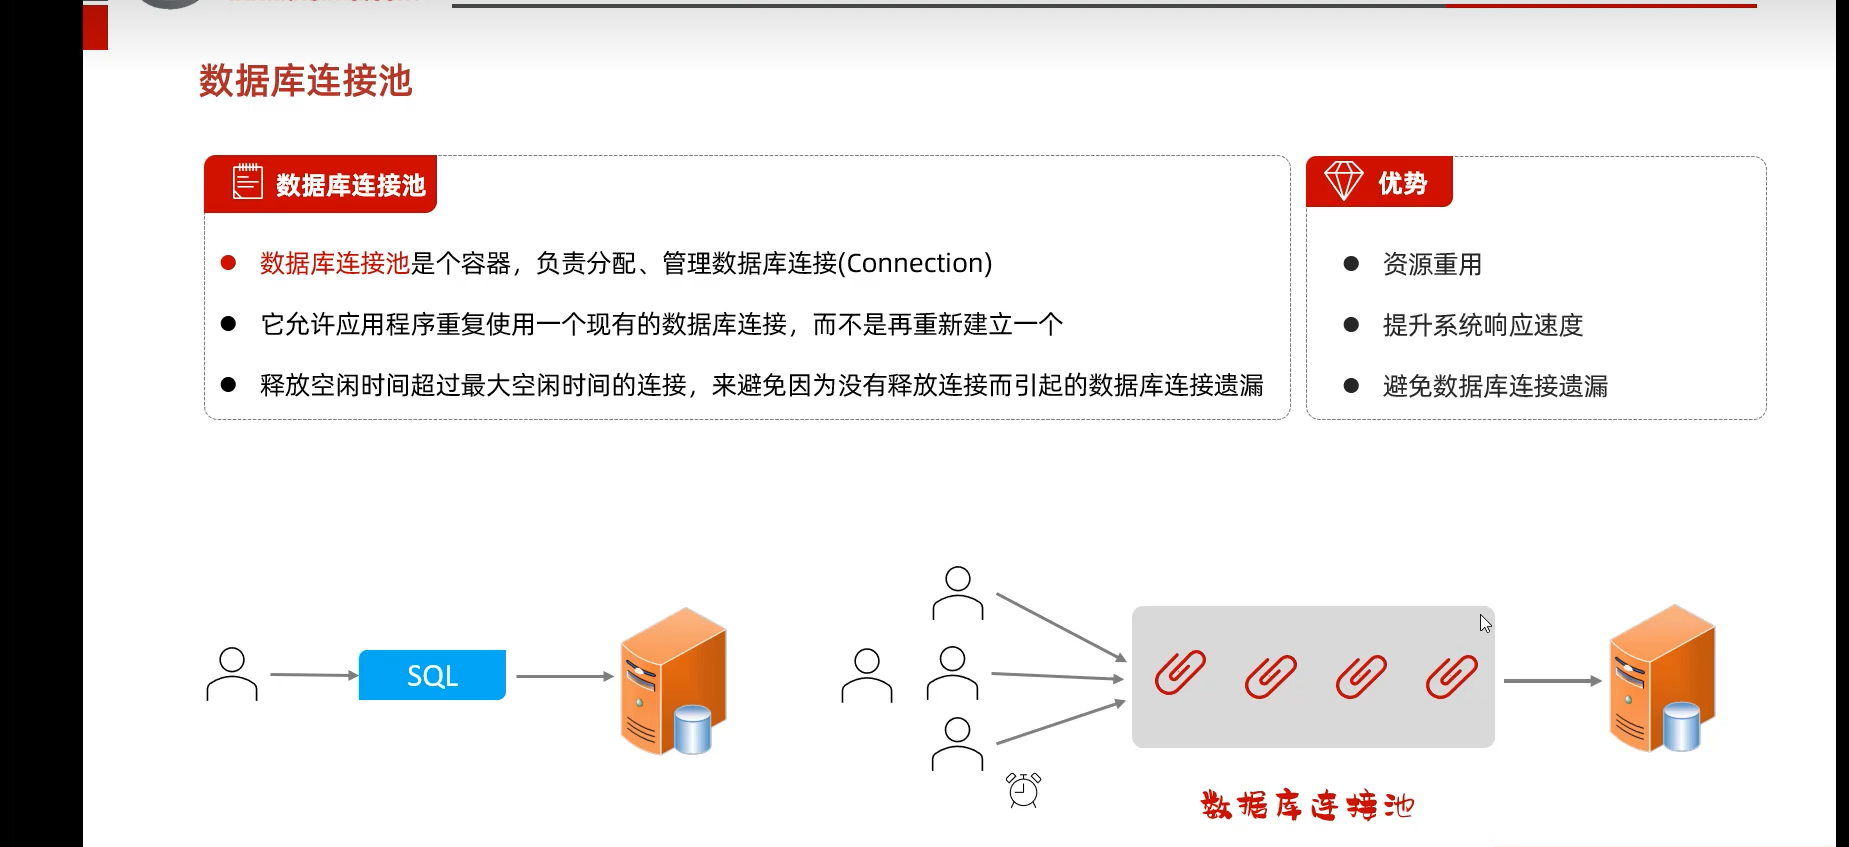 数据库连接池
数据库连接池
数据库连接池是个容器，负责分配、管理数据库连接(Connection)
它允许应用程序重复使用一个现有的数据库连接，而不是再重新建立一个
释放空闲时间超过最大空闲时间的连接，来避免因为没有释放连接而引起的数据库连接遗漏
优势
资源重用
提升系统响应速度
避免数据库连接遗漏
SQL
数据库连接池